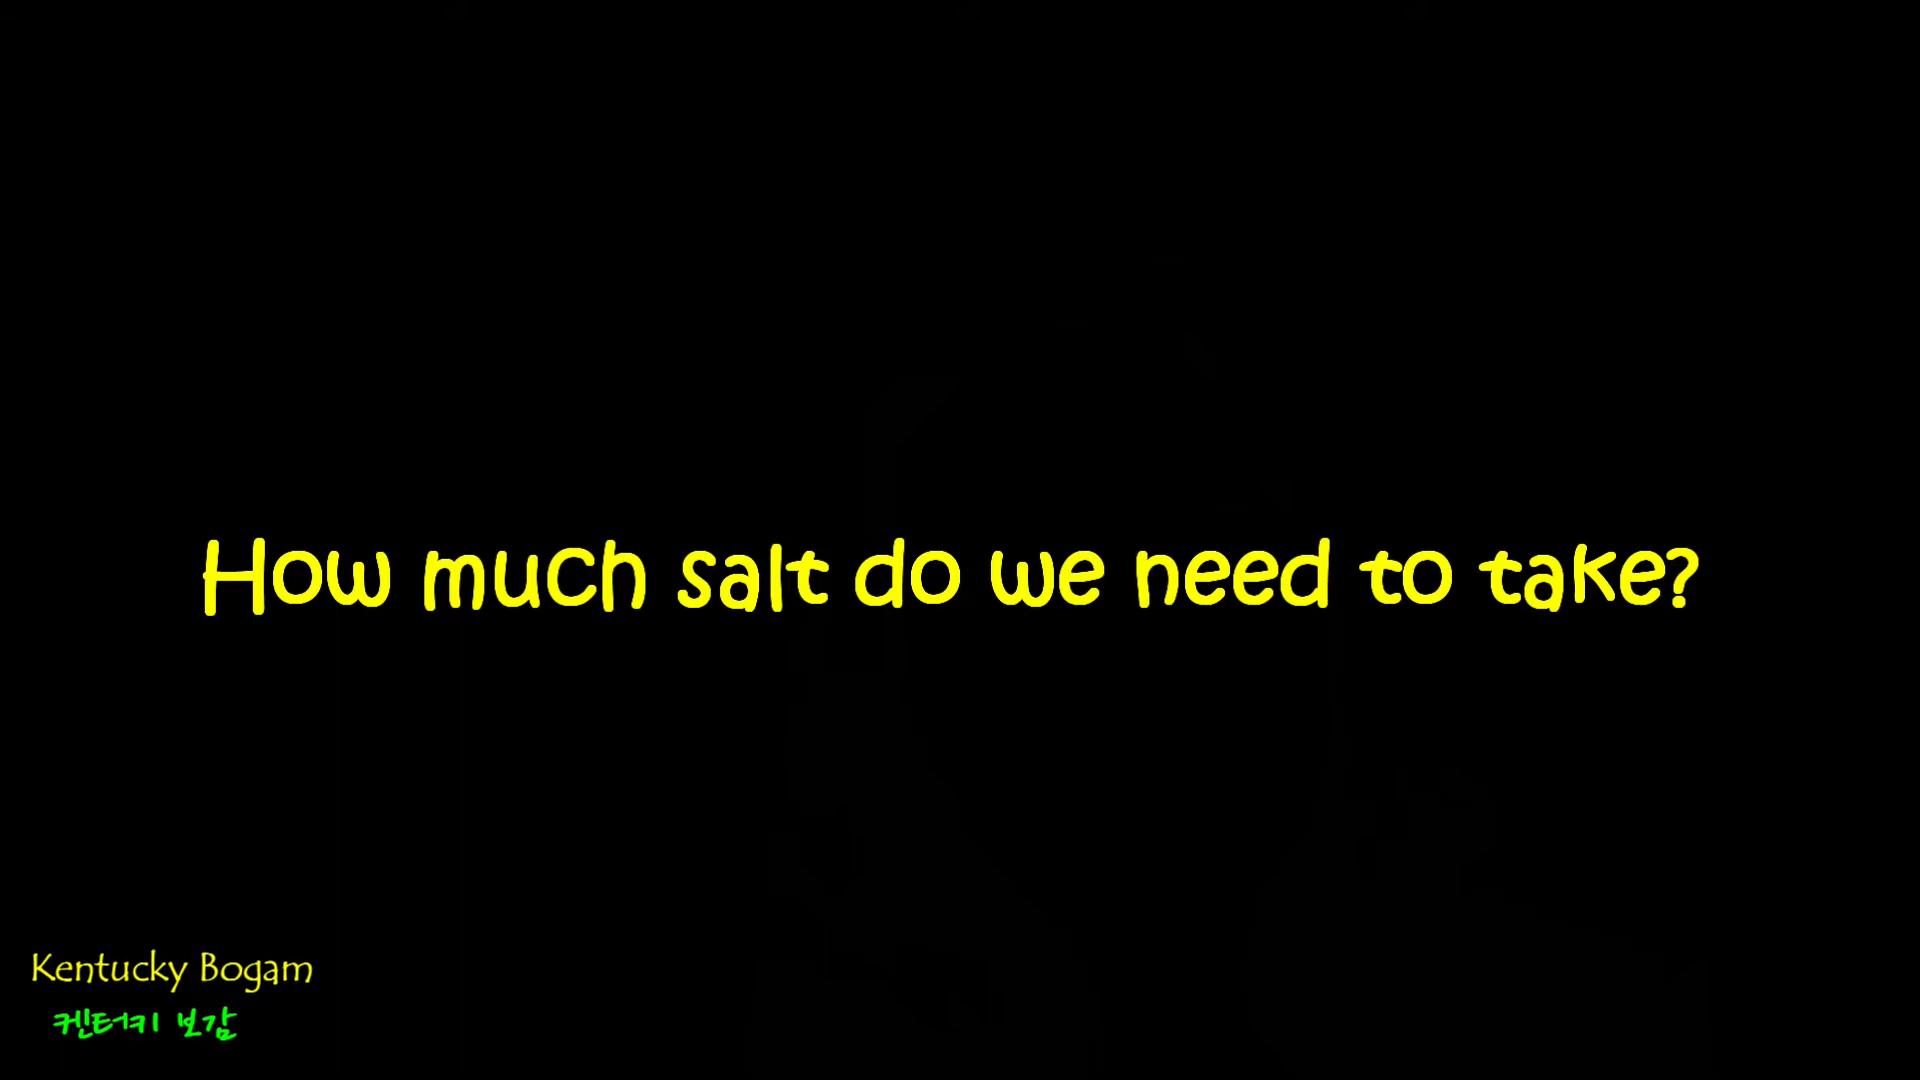 How much salt do we need to take?
Kentucky Bogam
켄터키 보감